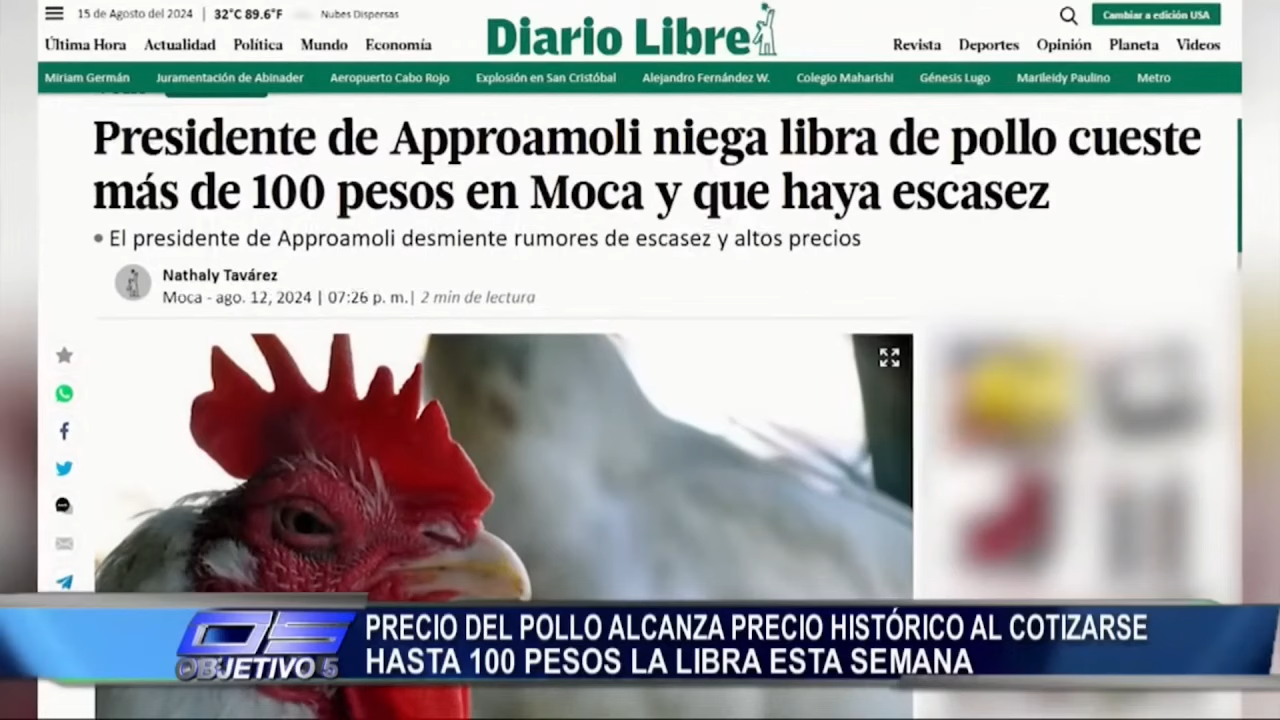 15 de Agosto del 2024 | 32°C 89.6°F Nubes Dispersas
Cambiar a edición USA
Última Hora Actualidad Política Mundo Economía
Diario Libre
Revista Deportes Opinión Planeta Videos
Miriam Germán Juramentación de Abinader Aeropuerto Cabo Rojo Explosión en San Cristóbal Alejandro Fernández W. Colegio Maharishi Génesis Lugo Marileidy Paulino Metro
Presidente de Approamoli niega libra de pollo cueste
más de 100 pesos en Moca y que haya escasez
• El presidente de Approamoli desmiente rumores de escasez y altos precios
Nathaly Tavárez
Moca - ago. 12, 2024 | 07:26 p. m.| 2 min de lectura
O5
OBJETIVO 5
PRECIO DEL POLLO ALCANZA PRECIO HISTÓRICO AL COTIZARSE
HASTA 100 PESOS LA LIBRA ESTA SEMANA